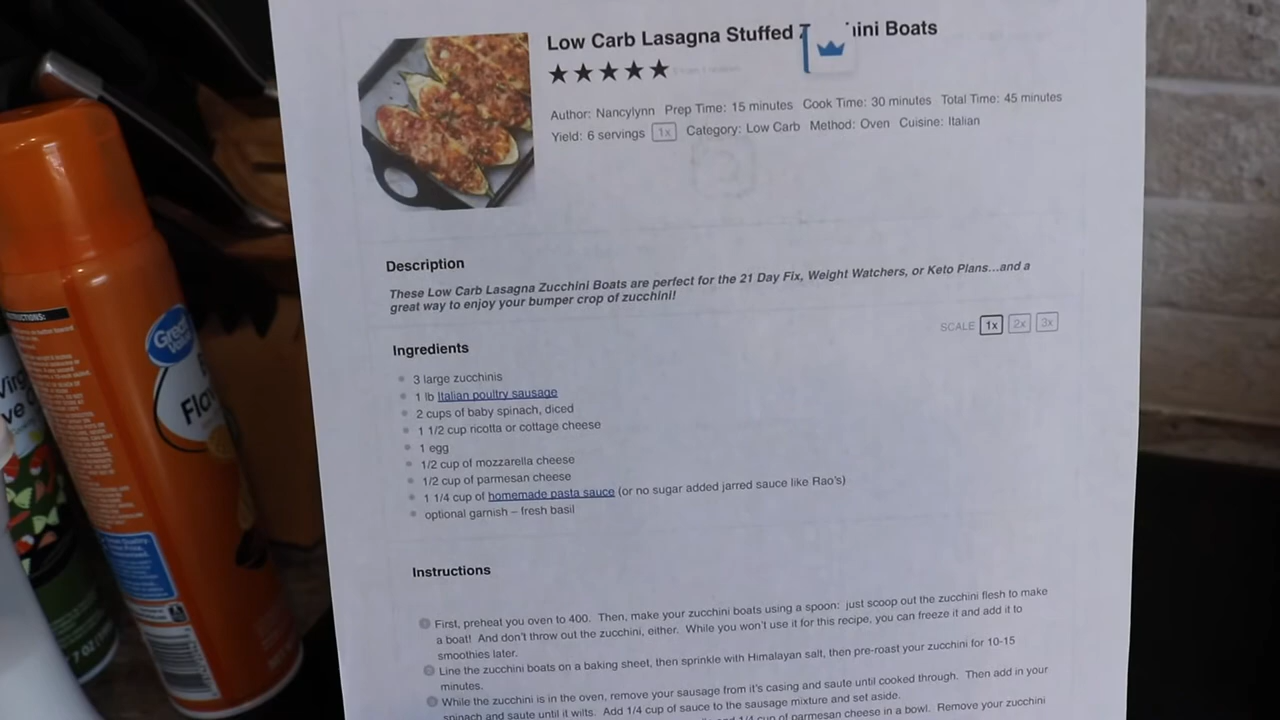 Low Carb Lasagna Stuffed Boats
★★★★★
Author: Nancylynn Prep Time: 15 minutes Cook Time: 30 minutes Total Time: 45 minutes
Yield: 6 servings 1x Category: Low Carb Method: Oven Cuisine: Italian
Description
These Low Carb Lasagna Zucchini Boats are perfect for the 21 Day Fix, Weight Watchers, or Keto Plans...and a
great way to enjoy your bumper crop of zucchini!
SCALE 1x 2x 3x
Ingredients
3 large zucchinis
1 lb Italian poultry sausage
2 cups of baby spinach, diced
1 1/2 cup ricotta or cottage cheese
1 egg
1/2 cup of mozzarella cheese
1/2 cup of parmesan cheese
1 1/4 cup of homemade pasta sauce (or no sugar added jarred sauce like Rao's)
optional garnish – fresh basil
Instructions
First, preheat you oven to 400. Then, make your zucchini boats using a spoon: just scoop out the zucchini flesh to make
a boat! And don't throw out the zucchini, either. While you won't use it for this recipe, you can freeze it and add it to
smoothies later.
Line the zucchini boats on a baking sheet, then sprinkle with Himalayan salt, then pre-roast your zucchini for 10-15
minutes.
While the zucchini is in the oven, remove your sausage from it's casing and saute until cooked through. Then add in your
spinach and saute until it wilts. Add 1/4 cup of sauce to the sausage mixture and set aside.
1/4 cup of parmesan cheese in a bowl. Remove your zucchini
Great
Value